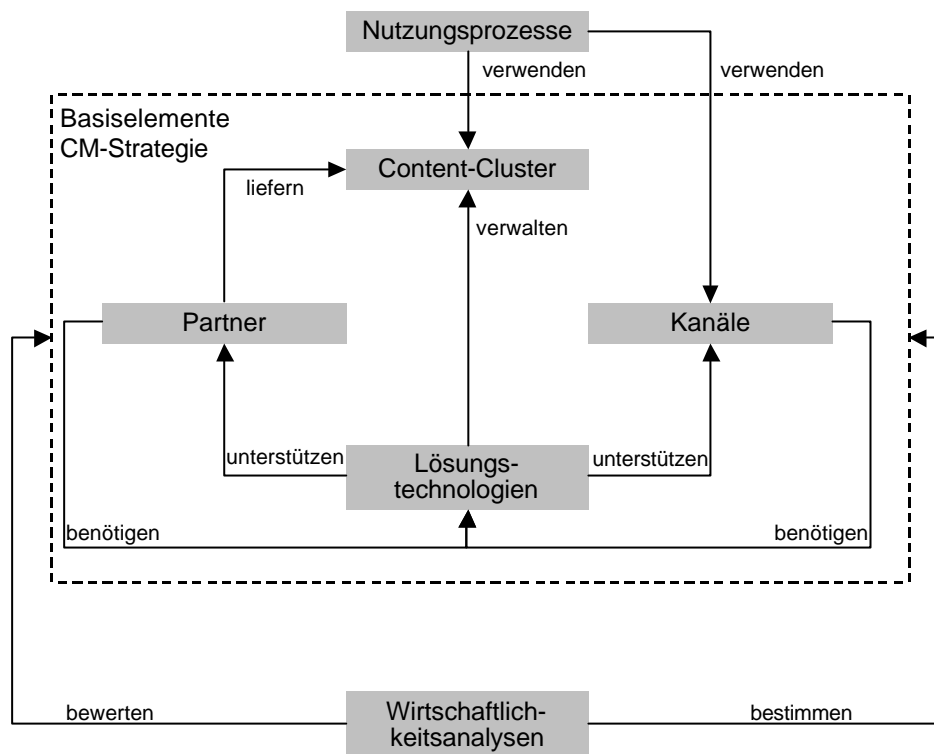 Nutzungsprozesse
verwenden
verwenden
Basiselemente
CM-Strategie
Content-Cluster
liefern
verwalten
Partner
Kanäle
unterstützen
Lösungs-
technologien
unterstützen
benötigen
benötigen
bewerten
Wirtschaftlich-
keitsanalysen
bestimmen